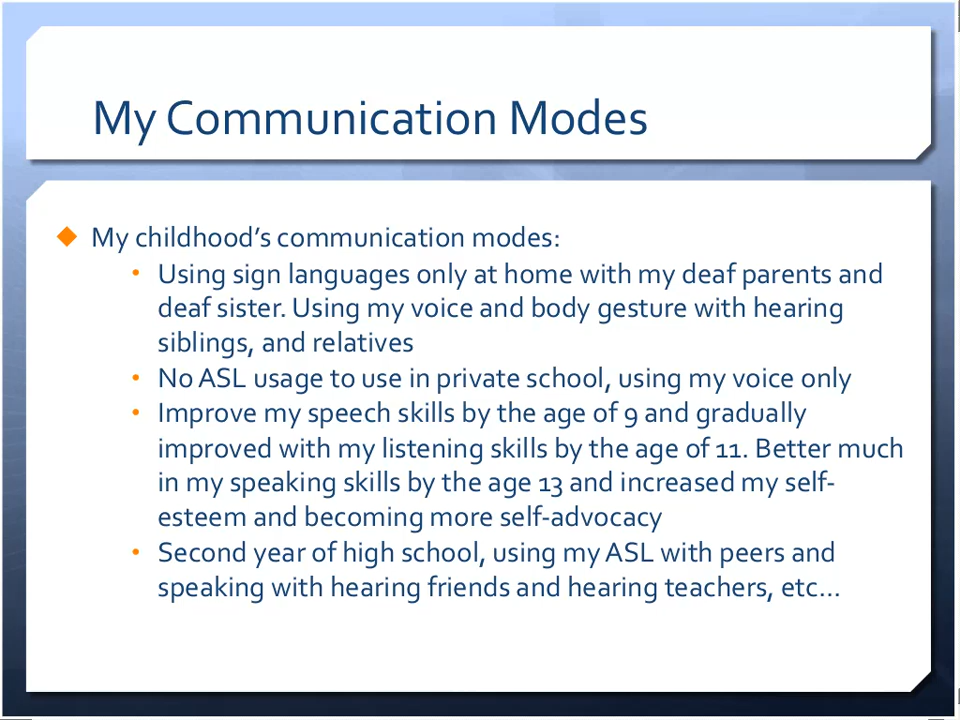 My Communication Modes
My childhood’s communication modes:
Using sign languages only at home with my deaf parents and
deaf sister. Using my voice and body gesture with hearing
siblings, and relatives
No ASL usage to use in private school, using my voice only
Improve my speech skills by the age of 9 and gradually
improved with my listening skills by the age of 11. Better much
in my speaking skills by the age 13 and increased my self-
esteem and becoming more self-advocacy
Second year of high school, using my ASL with peers and
speaking with hearing friends and hearing teachers, etc…